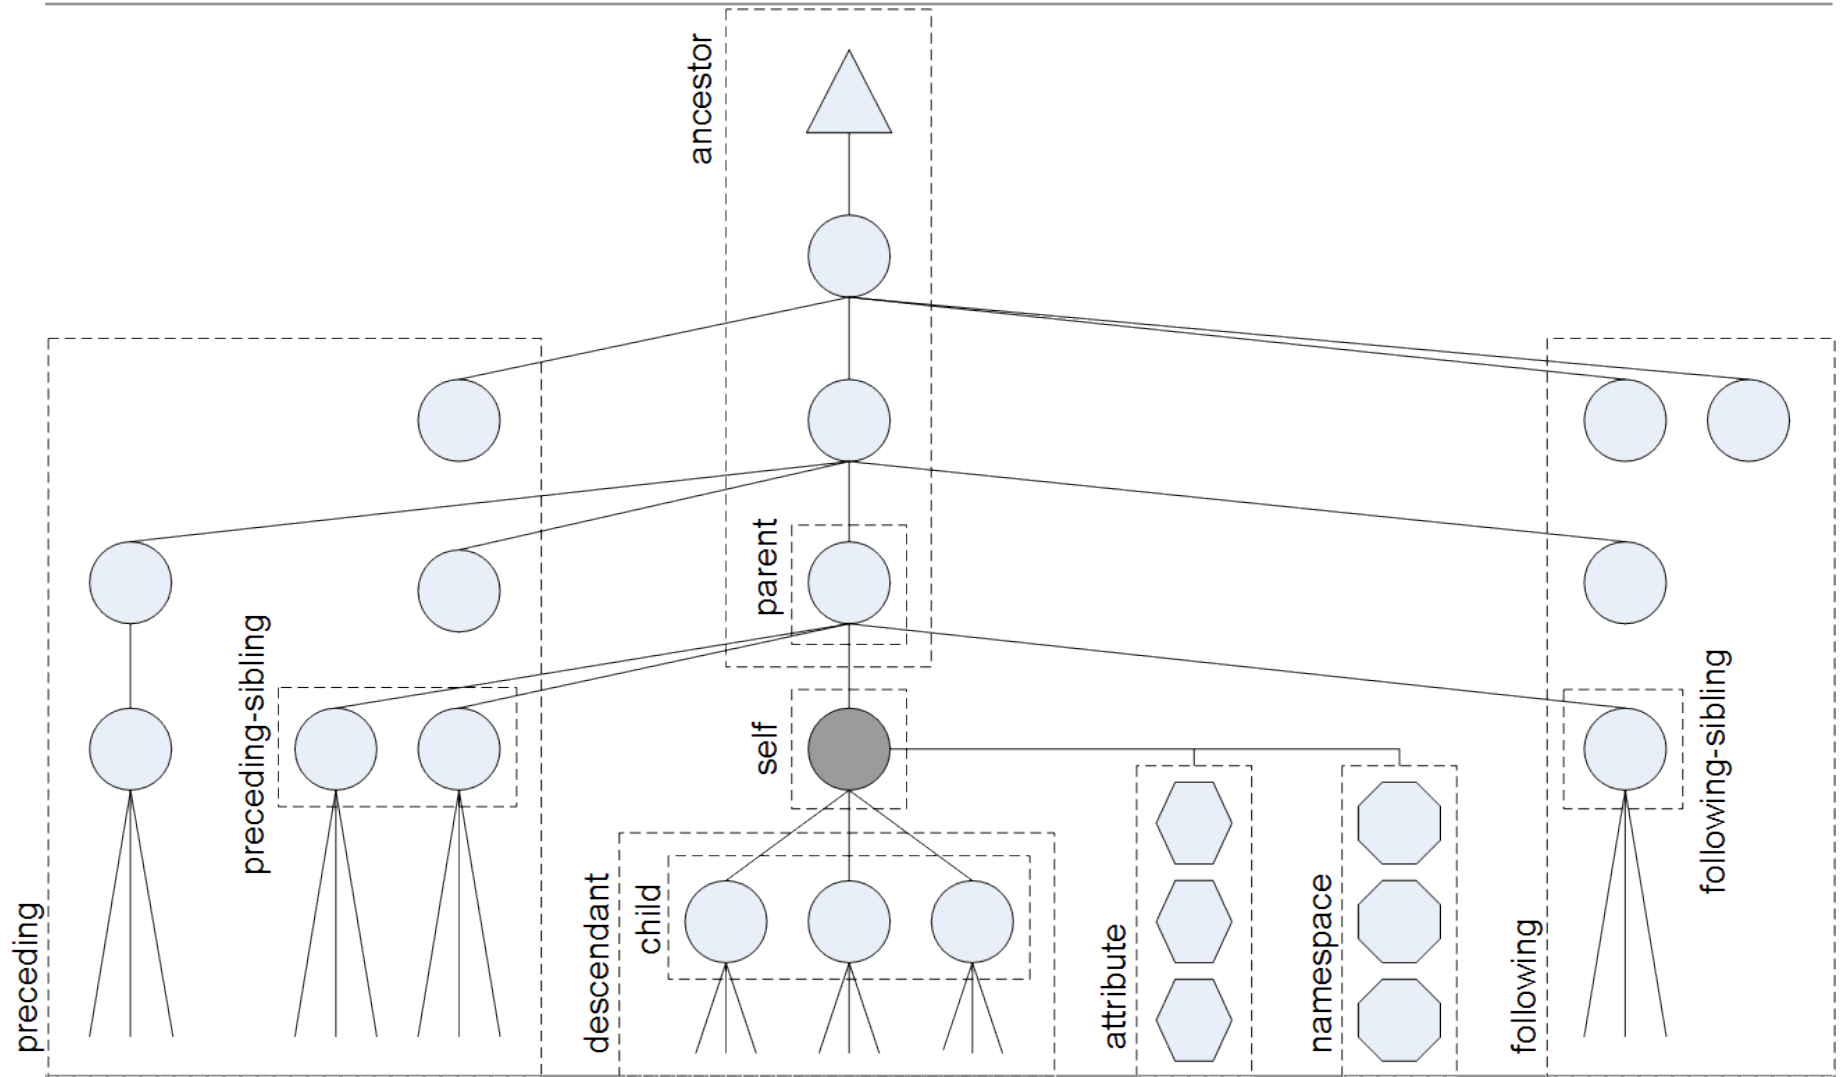 ancestor
parent
preceding-sibling
self
following-sibling
preceding
descendant
child
attribute
namespace
following